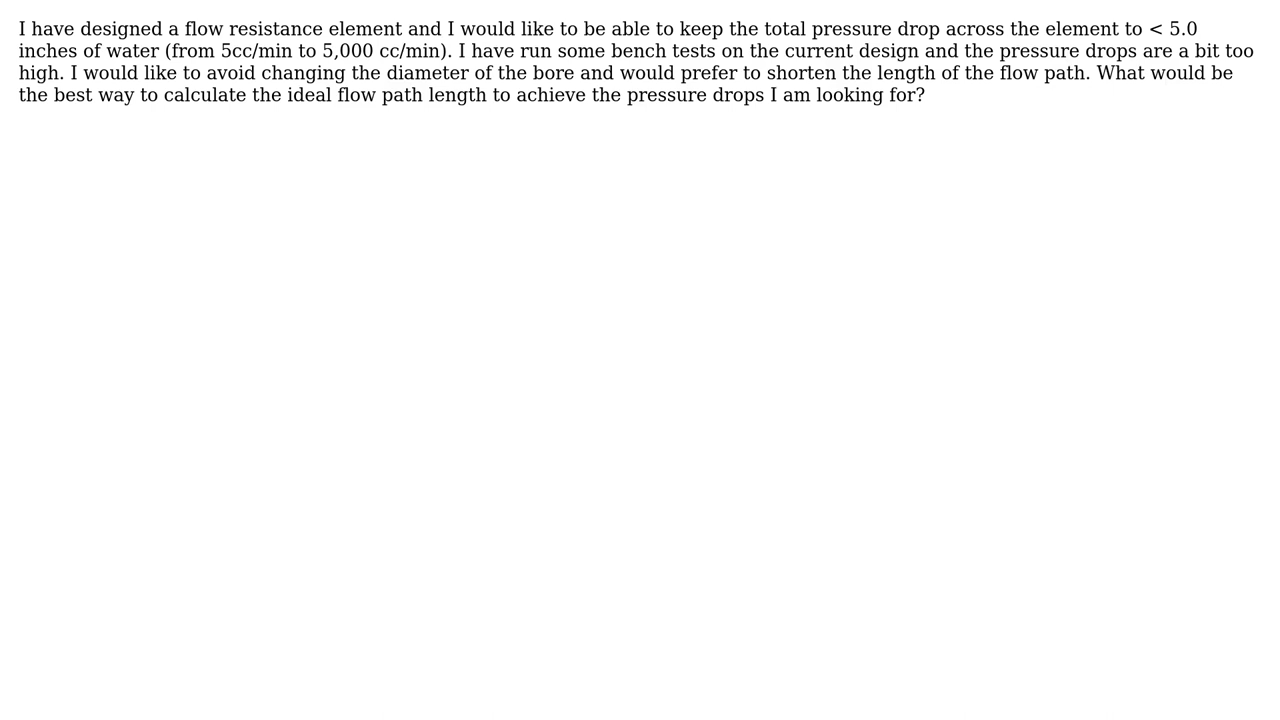 I have designed a flow resistance element and I would like to be able to keep the total pressure drop across the element to < 5.0
inches of water (from 5cc/min to 5,000 cc/min). I have run some bench tests on the current design and the pressure drops are a bit too
high. I would like to avoid changing the diameter of the bore and would prefer to shorten the length of the flow path. What would be
the best way to calculate the ideal flow path length to achieve the pressure drops I am looking for?